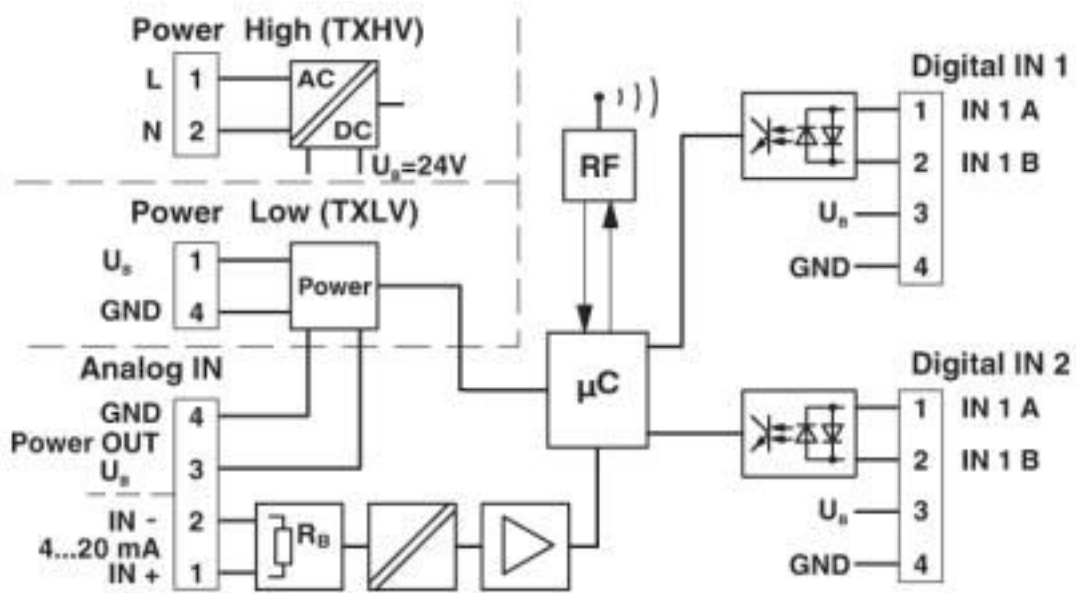 Power High (TXHV)
L 1
N 2
AC
DC
U_B=24V
Power Low (TXLV)
U_B 1
GND 4
Power
Analog IN
GND 4
Power OUT
U_B 3
IN - 2
4...20 mA
IN + 1
R_B
RF
µC
Digital IN 1
1 IN 1 A
2 IN 1 B
U_B 3
GND 4
Digital IN 2
1 IN 1 A
2 IN 1 B
U_B 3
GND 4